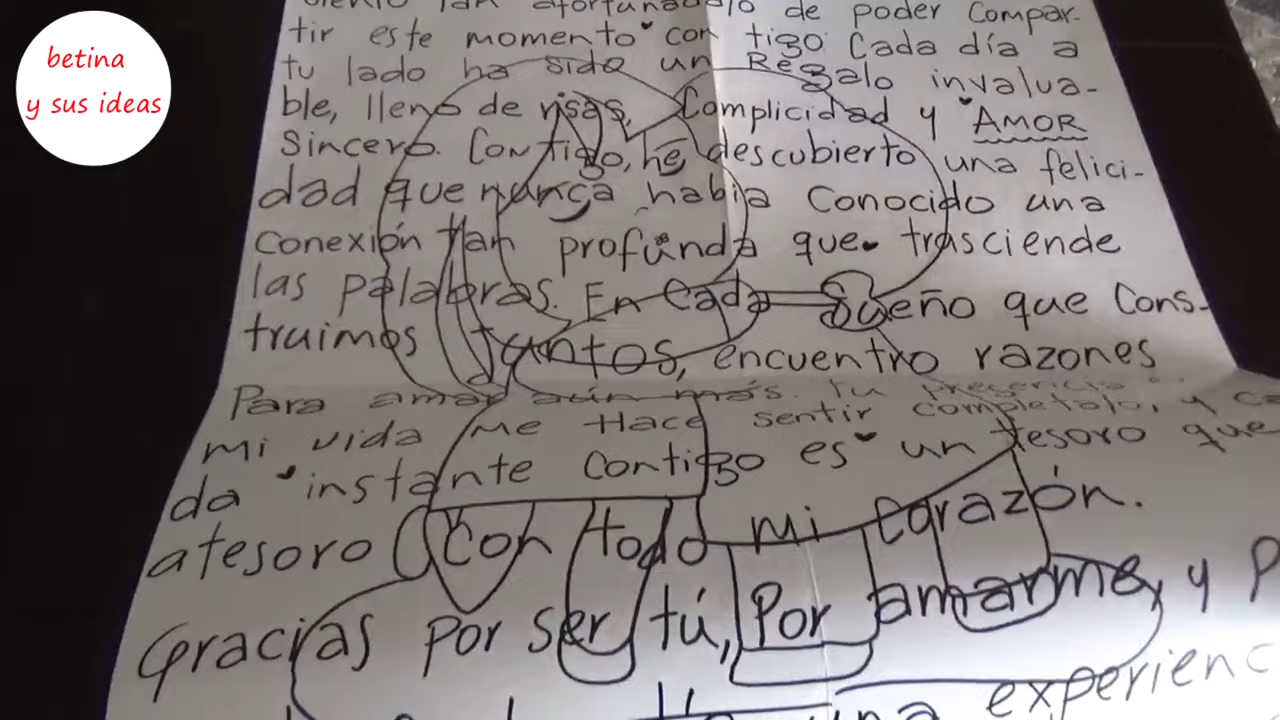 betina
y sus ideas
de poder Compar-
tir este momento con tigo Cada día a
tu lado ha sido un Regalo invalua-
ble, lleno de risas, Complicidad y AMOR
Sincero. Contigo, he descubierto una felici-
dad que nunca había Conocido una
conexión tan profunda que trasciende
las palabras. En Cada Sueño que Cons-
truimos Juntos, encuentro razones
Para amar aún más. Tu presencia
mi vida me Hace sentir completalo, y ca
da instante contigo es un tesoro que
atesoro Con todo mi corazón.
Gracias por ser tú, Por amarme, y P
una experienc